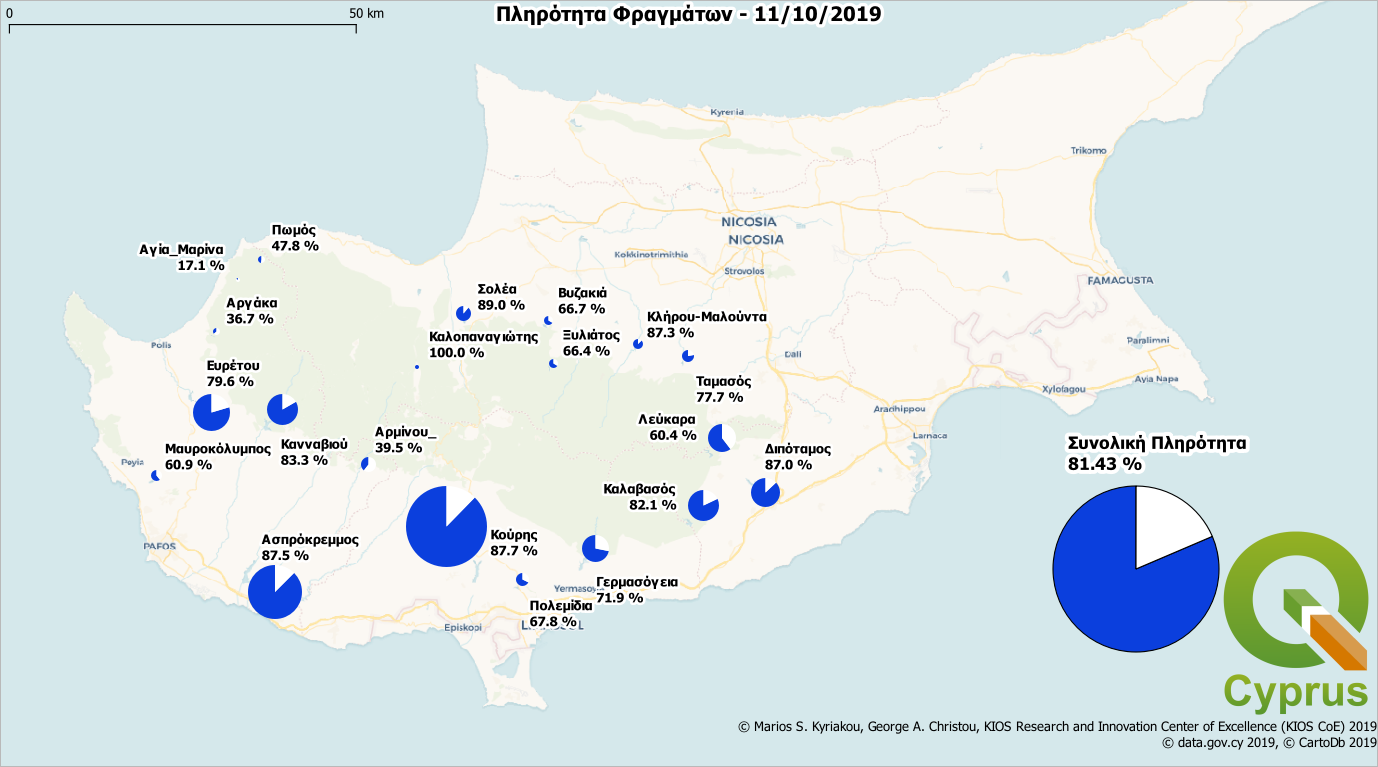 0 50 km
Πληρότητα Φραγμάτων - 11/10/2019
Kyrenia
Trikomo
NICOSIA
NICOSIA
Πωμός
47.8 %
Αγία_Μαρίνα
17.1 %
Kokkinotrimithia
Strovolos
FAMAGUSTA
Σολέα
89.0 %
Βυζακιά
66.7 %
Αργάκα
36.7 %
Κλήρου-Μαλούντα
87.3 %
Καλοπαναγιώτης
100.0 %
Ξυλιάτος
66.4 %
Polis
Dali
Paralimni
Ευρέτου
79.6 %
Ταμασός
77.7 %
Ayia Napa
Xylofagou
Aradhippou
Λεύκαρα
60.4 %
Larnaca
Αρμίνου_
39.5 %
Κανναβιού
83.3 %
Μαυροκόλυμπος
60.9 %
Peyia
Διπόταμος
87.0 %
Συνολική Πληρότητα
81.43 %
Καλαβασός
82.1 %
Κούρης
87.7 %
Ασπρόκρεμμος
87.5 %
PAFOS
Γερμασόγεια
71.9 %
Πολεμίδια
67.8 %
Episkopi
Cyprus
© Marios S. Kyriakou, George A. Christou, KIOS Research and Innovation Center of Excellence (KIOS CoE) 2019
© data.gov.cy 2019, © CartoDb 2019